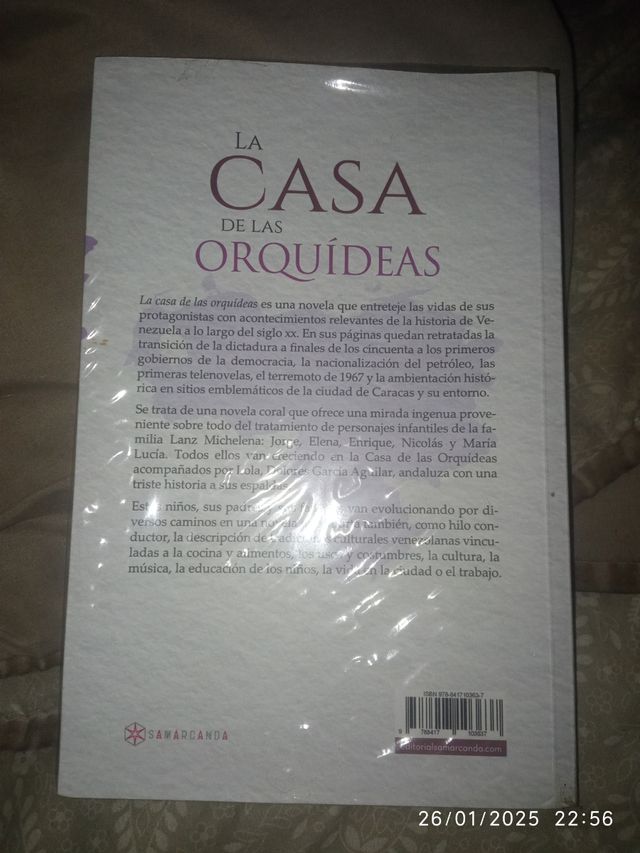 LA
CASA
DE LAS
ORQUÍDEAS
La casa de las orquídeas es una novela que entreteje las vidas de sus
protagonistas con acontecimientos relevantes de la historia de Ve-
nezuela a lo largo del siglo XX. En sus páginas quedan retratadas la
transición de la dictadura a finales de los cincuenta a los primeros
gobiernos de la democracia, la nacionalización del petróleo, las
primeras telenovelas, el terremoto de 1967 y la ambientación histó-
rica en sitios emblemáticos de la ciudad de Caracas y su entorno.
Se trata de una novela coral que ofrece una mirada ingenua prove-
niente sobre todo del tratamiento de personajes infantiles de la fa-
milia Lanz Michelena: Jorge, Elena, Enrique, Nicolás y María
Lucía. Todos ellos van creciendo en la Casa de las Orquídeas
acompañados por Lola, Dolores García Aguilar, andaluza con una
triste historia a sus espaldas
Estos niños, sus padres van evolucionando por di-
versos caminos en una novela también, como hilo con-
ductor, la descripción de culturales venezolanas vincu-
ladas a la cocina y alimentos, los usos y costumbres, la cultura, la
música, la educación de los niños, la vida en la ciudad o el trabajo.
ISBN 978-841710363-7
9 788417 103637
SAMARCANDA
editorialsamarcanda.com
26/01/2025 22:56